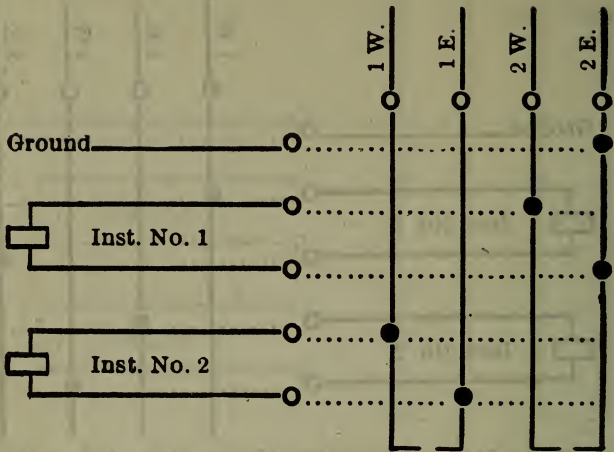 1 W.
1 E.
2 W.
2 E.
Ground
Inst. No. 1
Inst. No. 2